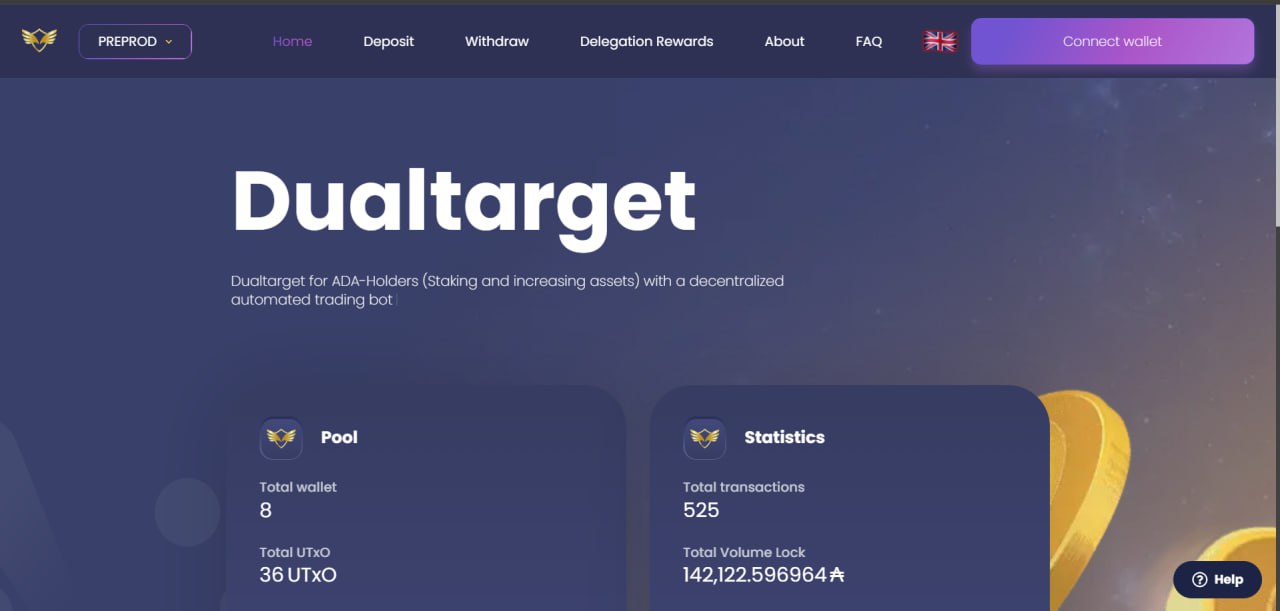 PREPROD
Home
Deposit
Withdraw
Delegation Rewards
About
FAQ
Connect wallet
Dualtarget
Dualtarget for ADA-Holders (Staking and increasing assets) with a decentralized
automated trading bot
Pool
Total wallet
8
Total UTxO
36 UTxO
Statistics
Total transactions
525
Total Volume Lock
142,122.596964₳
Help